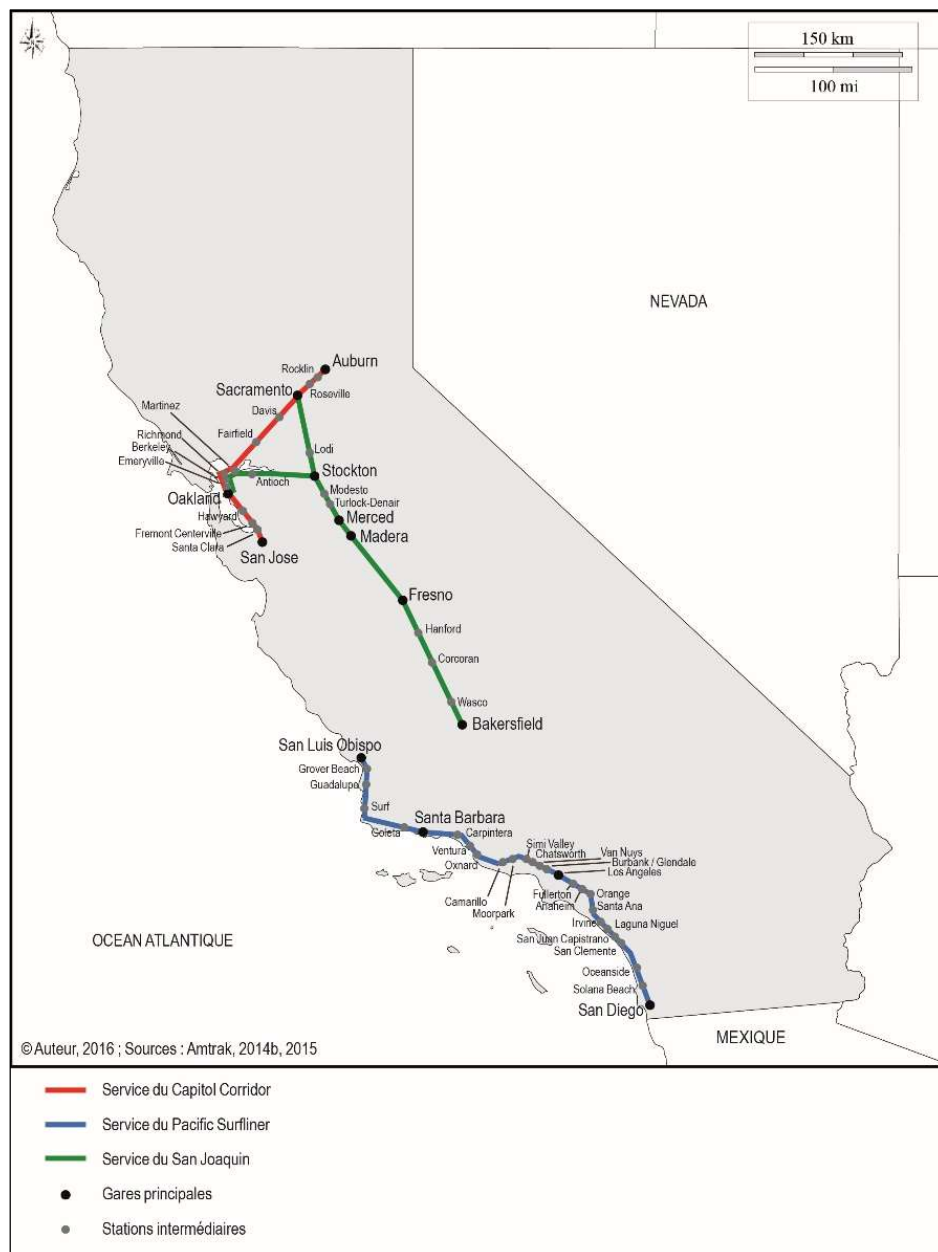 150 km
100 mi
NEVADA
Rocklin
Auburn
Sacramento
Roseville
Martinez
Davis
Richmond
Fairfield
Berkeley
Lodi
Emeryville
Antioch
Stockton
Oakland
Modesto
Turlock-Denair
Hawyard
Merced
Fremont Centerville
Madera
Santa Clara
San Jose
Fresno
Hanford
Corcoran
Wasco
Bakersfield
San Luis Obispo
Grover Beach
Guadalupo
Surf
Santa Barbara
Goleta
Carpintera
Ventura
Simi Valley
Oxnard
Chatsworth
Van Nuys
Burbank / Glendale
Los Angeles
Camarillo
Moorpark
Fullerton
Anaheim
Orange
Santa Ana
Irvine
Laguna Niguel
San Juan Capistrano
San Clemente
OCEAN ATLANTIQUE
Oceanside
Solana Beach
San Diego
MEXIQUE
© Auteur, 2016 ; Sources : Amtrak, 2014b, 2015
Service du Capitol Corridor
Service du Pacific Surfliner
Service du San Joaquin
Gares principales
Stations intermédiaires